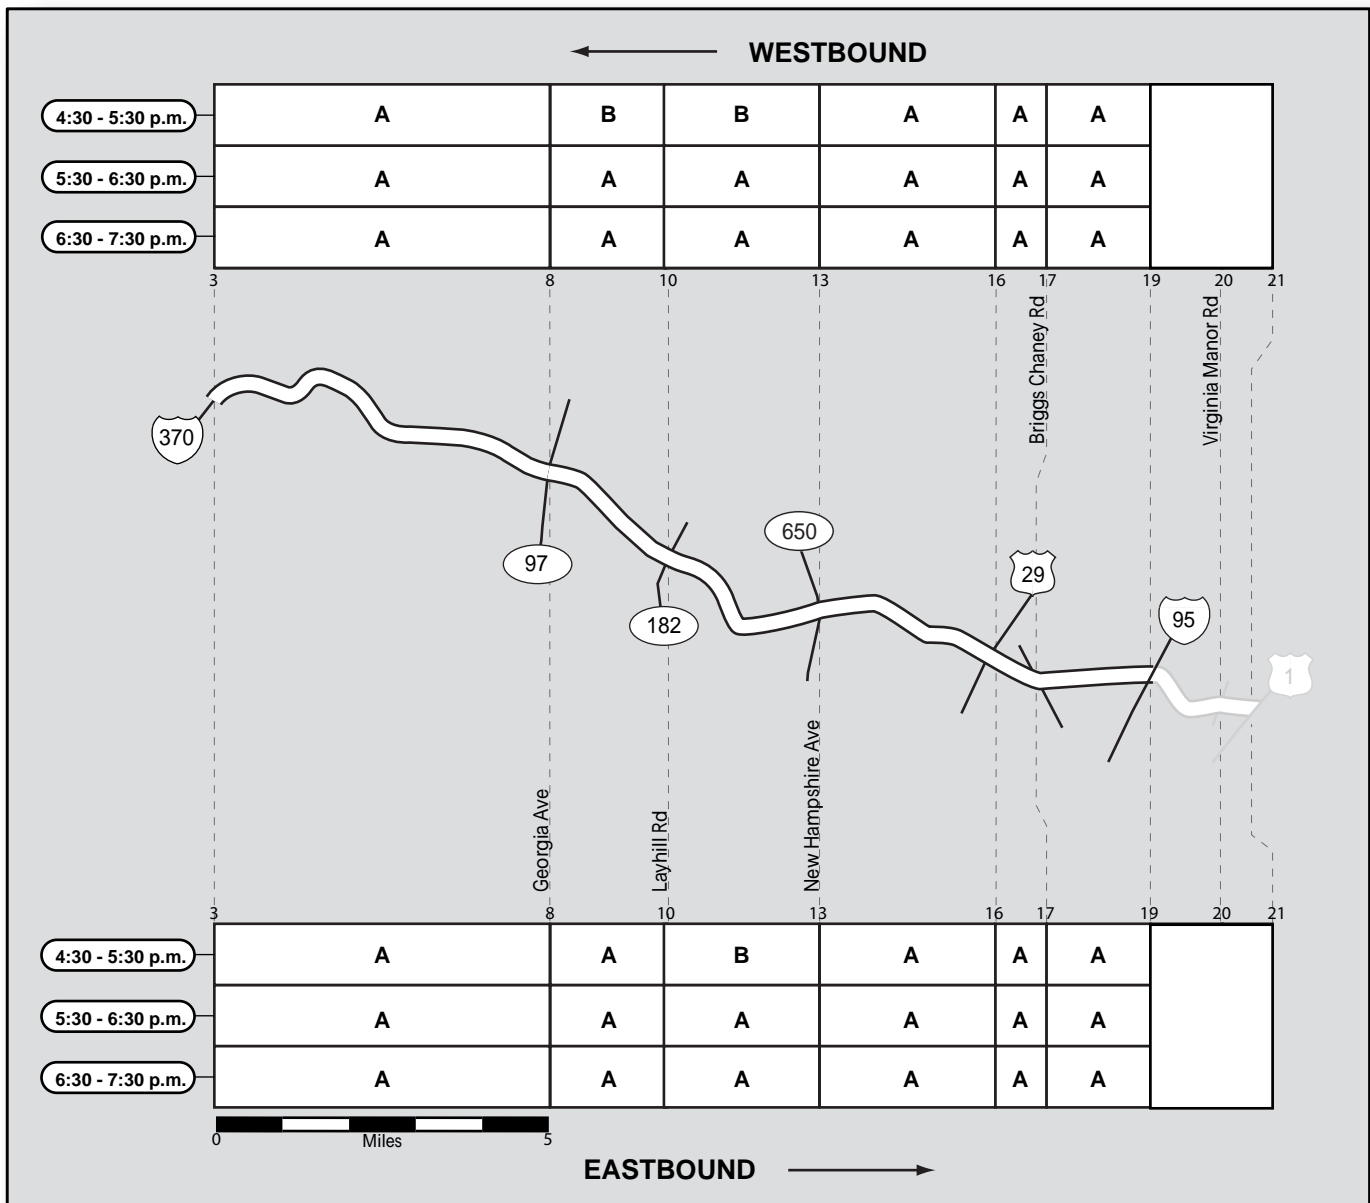 WESTBOUND
4:30 - 5:30 p.m. A B B A A A
5:30 - 6:30 p.m. A A A A A A
6:30 - 7:30 p.m. A A A A A A
3 8 10 13 16 17 19 20 21
Briggs Chaney Rd
Virginia Manor Rd
370
97
182
650
29
95
1
Georgia Ave
Layhill Rd
New Hampshire Ave
3 8 10 13 16 17 19 20 21
4:30 - 5:30 p.m. A A B A A A
5:30 - 6:30 p.m. A A A A A A
6:30 - 7:30 p.m. A A A A A A
0 Miles 5
EASTBOUND